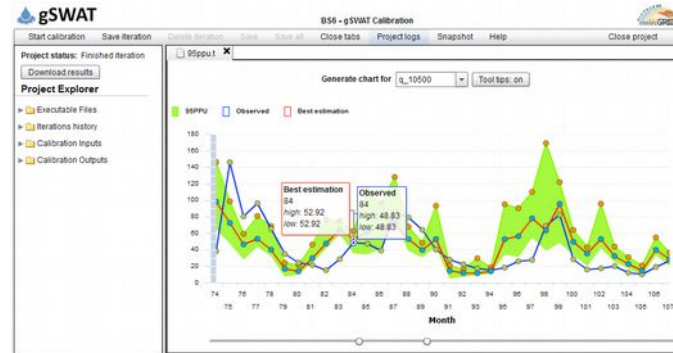 gSWAT
BS6 - gSWAT Calibration
Start calibration Save iteration Delete iteration Save Save all Close tabs Project logs Snapshot Help Close project
Project status: Finished iteration
Download results
Project Explorer
Executable Files
Iterations history
Calibration Inputs
Calibration Outputs
95ppu.t
Generate chart for q_10500 Tool tips: on
95PPU Observed Best estimation
180
160
140
120
100
80
60
40
20
0
Best estimation
84
high: 52.92
low: 52.92
Observed
84
high: 48.83
low: 48.83
74 76 78 80 82 84 86 88 90 92 94 96 98 100 102 104 106
75 77 79 81 83 85 87 89 91 93 95 97 99 101 103 105 107
Month